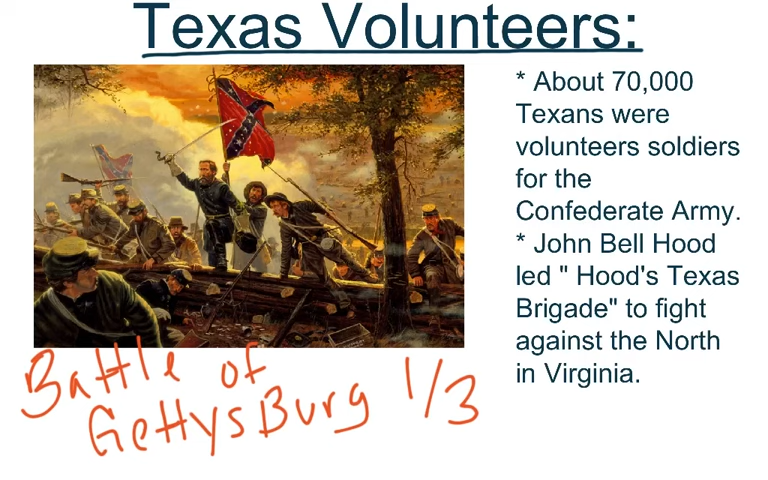 Texas Volunteers:
* About 70,000
Texans were
volunteers soldiers
for the
Confederate Army.
* John Bell Hood
led " Hood's Texas
Brigade" to fight
against the North
in Virginia.
Battle of
GettysBurg 1/3